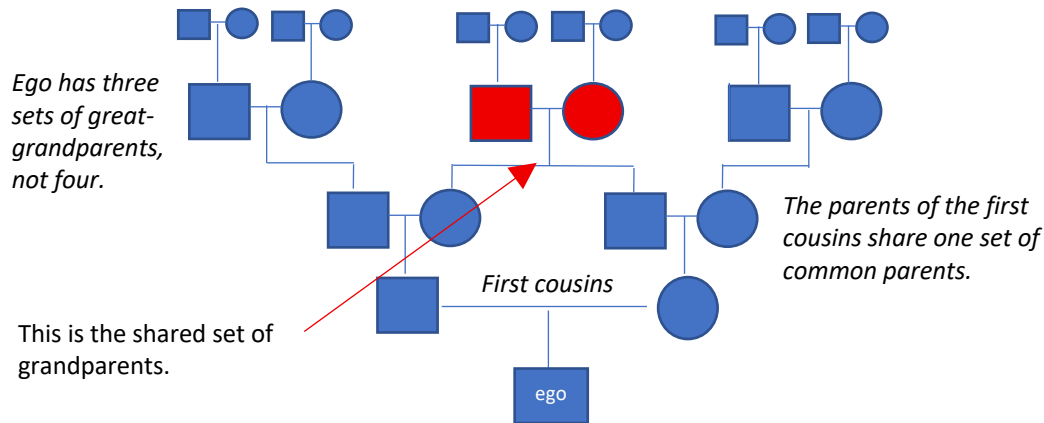 Ego has three
sets of great-
grandparents,
not four.
The parents of the first
cousins share one set of
common parents.
First cousins
This is the shared set of
grandparents.
ego